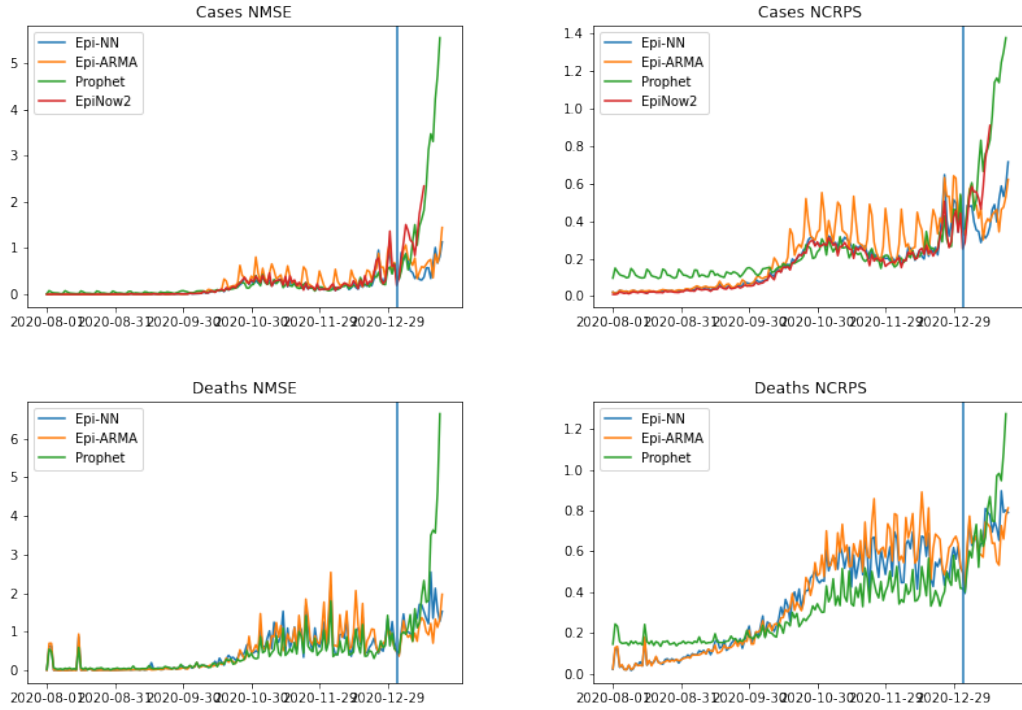 Cases NMSE
Epi-NN
Epi-ARMA
Prophet
EpiNow2
5
4
3
2
1
0
2020-08-01 2020-08-31 2020-09-30 2020-10-30 2020-11-29 2020-12-29
Cases NCRPS
Epi-NN
Epi-ARMA
Prophet
EpiNow2
1.4
1.2
1.0
0.8
0.6
0.4
0.2
0.0
2020-08-01 2020-08-31 2020-09-30 2020-10-30 2020-11-29 2020-12-29
Deaths NMSE
Epi-NN
Epi-ARMA
Prophet
6
5
4
3
2
1
0
2020-08-01 2020-08-31 2020-09-30 2020-10-30 2020-11-29 2020-12-29
Deaths NCRPS
Epi-NN
Epi-ARMA
Prophet
1.2
1.0
0.8
0.6
0.4
0.2
0.0
2020-08-01 2020-08-31 2020-09-30 2020-10-30 2020-11-29 2020-12-29